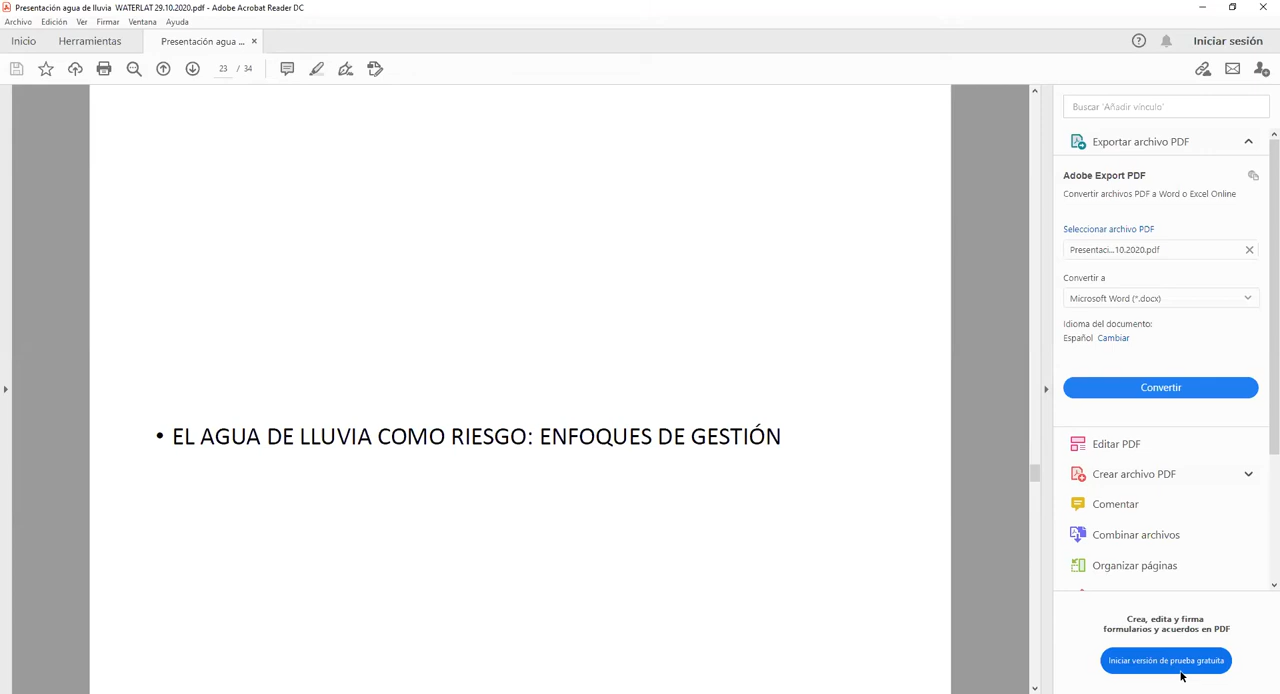 Presentación agua de lluvia  WATERLAT 29.10.2020.pdf - Adobe Acrobat Reader DC
Archivo  Edición  Ver  Firmar  Ventana  Ayuda
Inicio  Herramientas  Presentación agua ...  Iniciar sesión
23 / 34
Buscar 'Añadir vínculo'
Exportar archivo PDF
Adobe Export PDF
Convertir archivos PDF a Word o Excel Online
Seleccionar archivo PDF
Presentaci...10.2020.pdf
Convertir a
Microsoft Word (*.docx)
Idioma del documento:
Español Cambiar
Convertir
• EL AGUA DE LLUVIA COMO RIESGO: ENFOQUES DE GESTIÓN
Editar PDF
Crear archivo PDF
Comentar
Combinar archivos
Organizar páginas
Crea, edita y firma
formularios y acuerdos en PDF
Iniciar versión de prueba gratuita